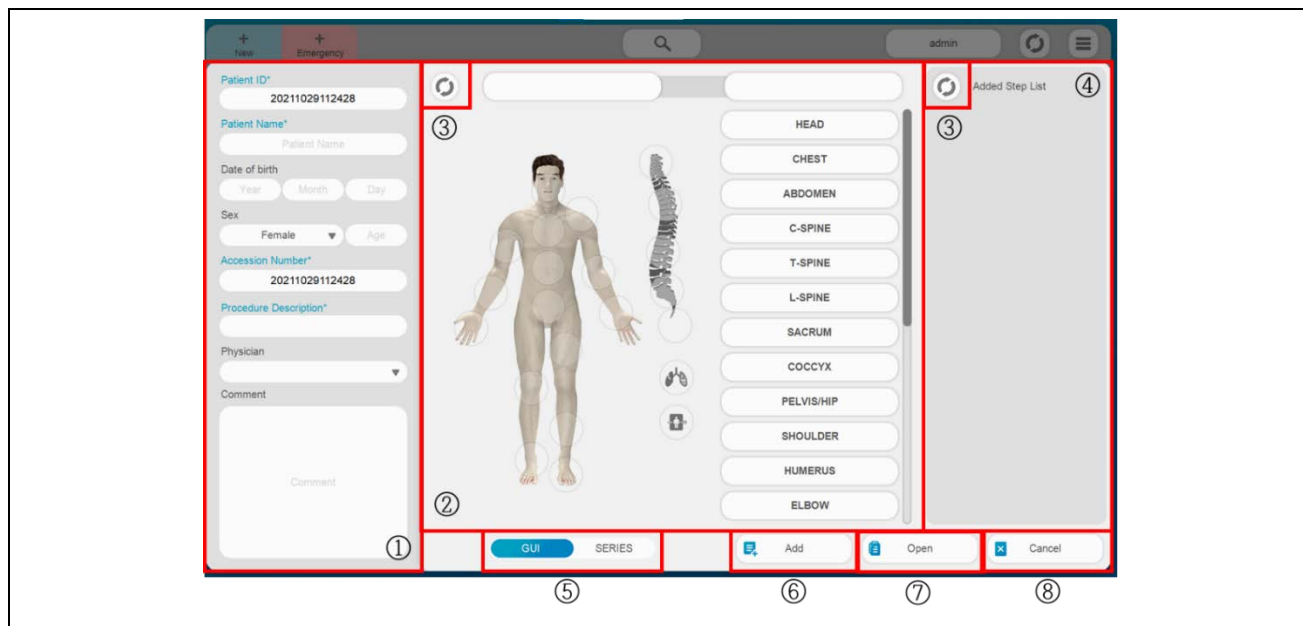 + +
New Emergency admin
Patient ID*
20211029112428
Patient Name*
Patient Name
Date of birth
Year Month Day
Sex
Female ▼ Age
Accession Number*
20211029112428
Procedure Description*
Physician
▼
Comment
Comment
①
③
②
HEAD
CHEST
ABDOMEN
C-SPINE
T-SPINE
L-SPINE
SACRUM
COCCYX
PELVIS/HIP
SHOULDER
HUMERUS
ELBOW
Added Step List ④
③
GUI SERIES Add Open Cancel
⑤ ⑥ ⑦ ⑧